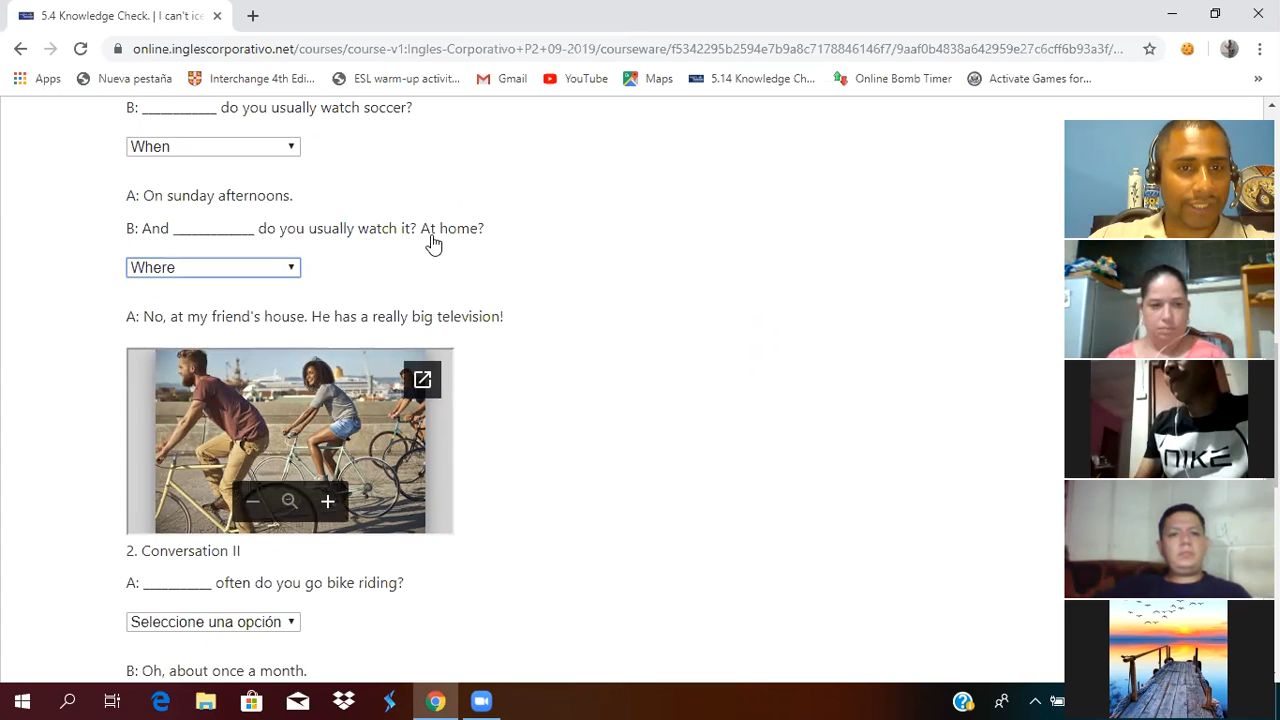 5.4 Knowledge Check. | I can't ice
online.inglescorporativo.net/courses/course-v1:Ingles-Corporativo+P2+09-2019/courseware/f5342295b2594e7b9a8c7178846146f7/9aaf0b4838a642959e27c6cff6b93a3f/...
Apps Nueva pestaña Interchange 4th Edi... ESL warm-up activit... Gmail YouTube Maps 5.14 Knowledge Ch... Online Bomb Timer Activate Games for... »
B: ___________ do you usually watch soccer?
When
A: On sunday afternoons.
B: And ____________ do you usually watch it? At home?
Where
A: No, at my friend's house. He has a really big television!
2. Conversation II
A: __________ often do you go bike riding?
Seleccione una opción
B: Oh, about once a month.
NIKE